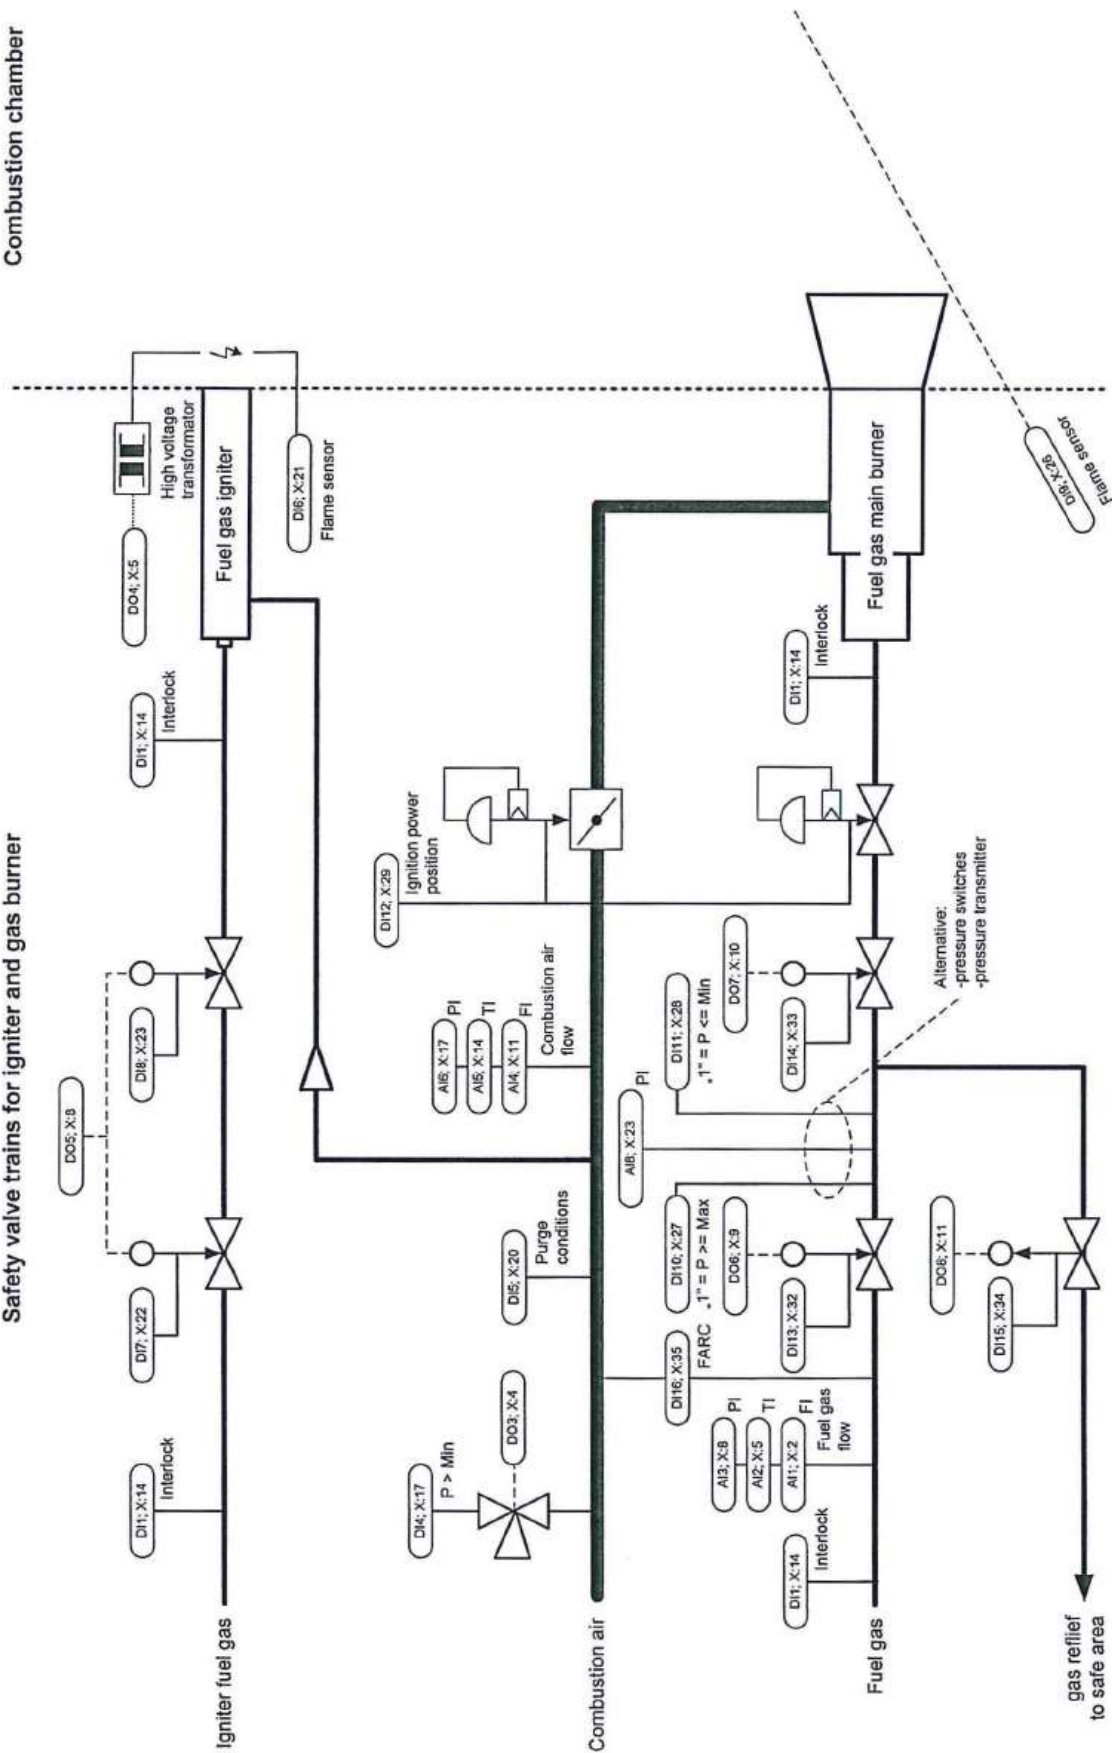 Safety valve trains for igniter and gas burner
Combustion chamber
DO5; X:8
DI7; X:22
DI8; X:23
DI1; X:14
Interlock
DI1; X:14
Interlock
DO4; X:5
High voltage
transformator
Igniter fuel gas
Fuel gas igniter
DI6; X:21
Flame sensor
DI12; X:29
Ignition power
position
DI4; X:17
P > Min
DO3; X:4
DI5; X:20
Purge
conditions
AI6; X:17
PI
AI5; X:14
TI
AI4; X:11
FI
Combustion air
flow
Combustion air
DI16; X:35
FARC
DI10; X:27
„1" = P >= Max
AI8; X:23
PI
DI11; X:28
„1" = P <= Min
AI3; X:8
PI
AI2; X:5
TI
AI1; X:2
FI
Fuel gas
flow
DO6; X:9
DI13; X:32
DO7; X:10
DI14; X:33
DI1; X:14
Interlock
DI1; X:14
Interlock
Fuel gas
Fuel gas main burner
Alternative:
-pressure switches
-pressure transmitter
DO8; X:11
DI15; X:34
DI9; X:26
Flame sensor
gas reflief
to safe area